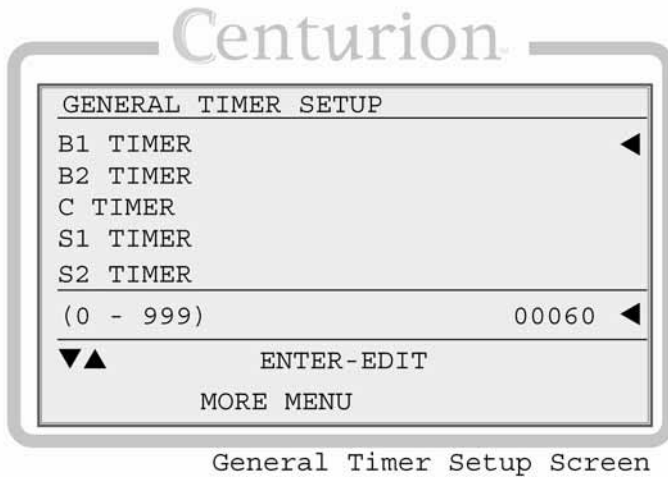 Centurion
GENERAL TIMER SETUP
B1 TIMER
B2 TIMER
C TIMER
S1 TIMER
S2 TIMER
(0 - 999) 00060
ENTER-EDIT
MORE MENU
General Timer Setup Screen